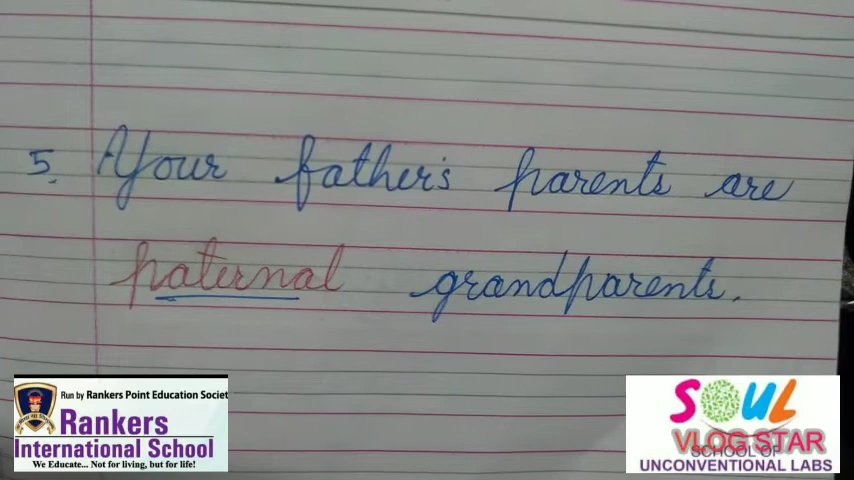 5. Your father's parents are
paternal grandparents.
Run by Rankers Point Education Societ
Rankers
International School
We Educate... Not for living, but for life!
SOUL
VLOG STAR
SCHOOL OF
UNCONVENTIONAL LABS